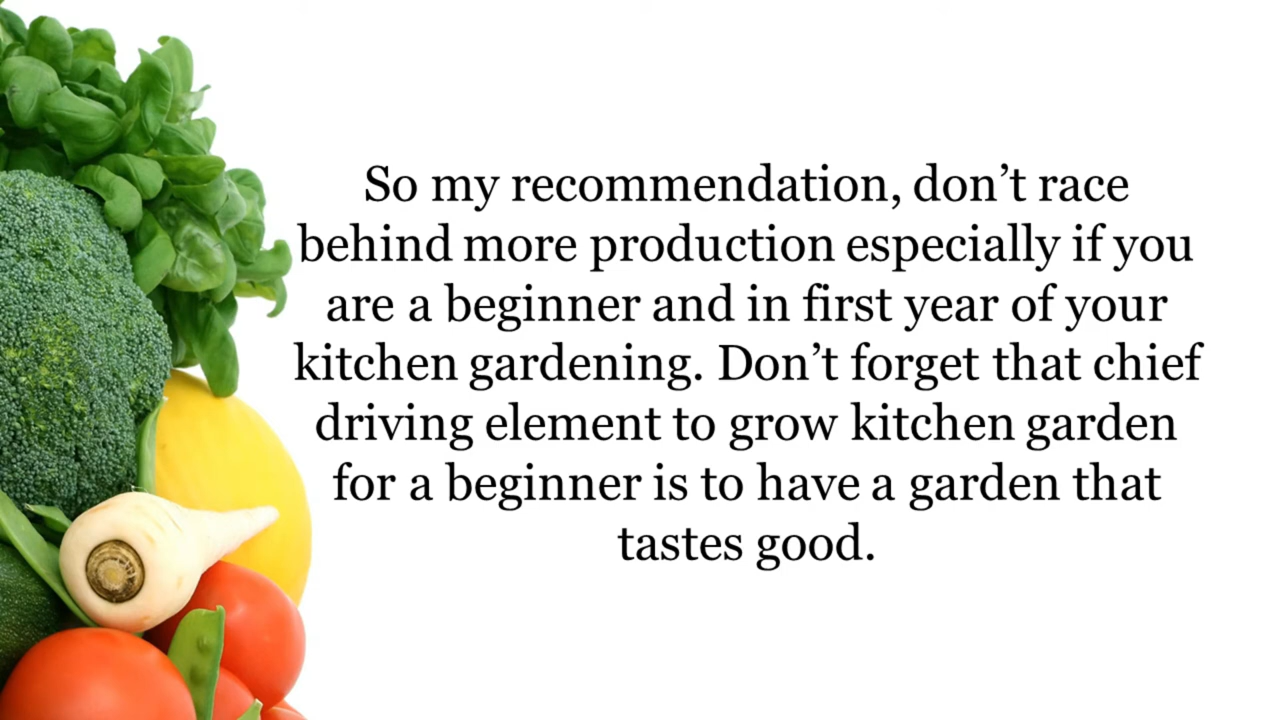 So my recommendation, don’t race
behind more production especially if you
are a beginner and in first year of your
kitchen gardening. Don’t forget that chief
driving element to grow kitchen garden
for a beginner is to have a garden that
tastes good.